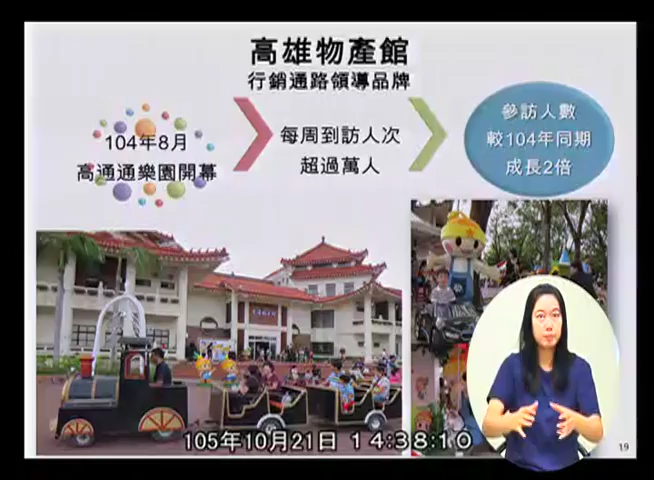 高雄物產館
行銷通路領導品牌
104年8月
高通通樂園開幕
每周到訪人次
超過萬人
參訪人數
較104年同期
成長2倍
105年10月21日 14:38:10
19